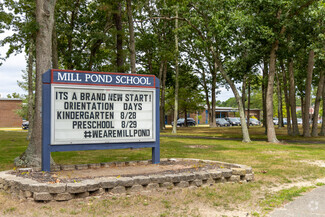 MILL POND SCHOOL
ITS A BRAND NEW START!
ORIENTATION DAYS
KINDERGARTEN 8/28
PRESCHOOL 8/29
#WEAREMILLPOND